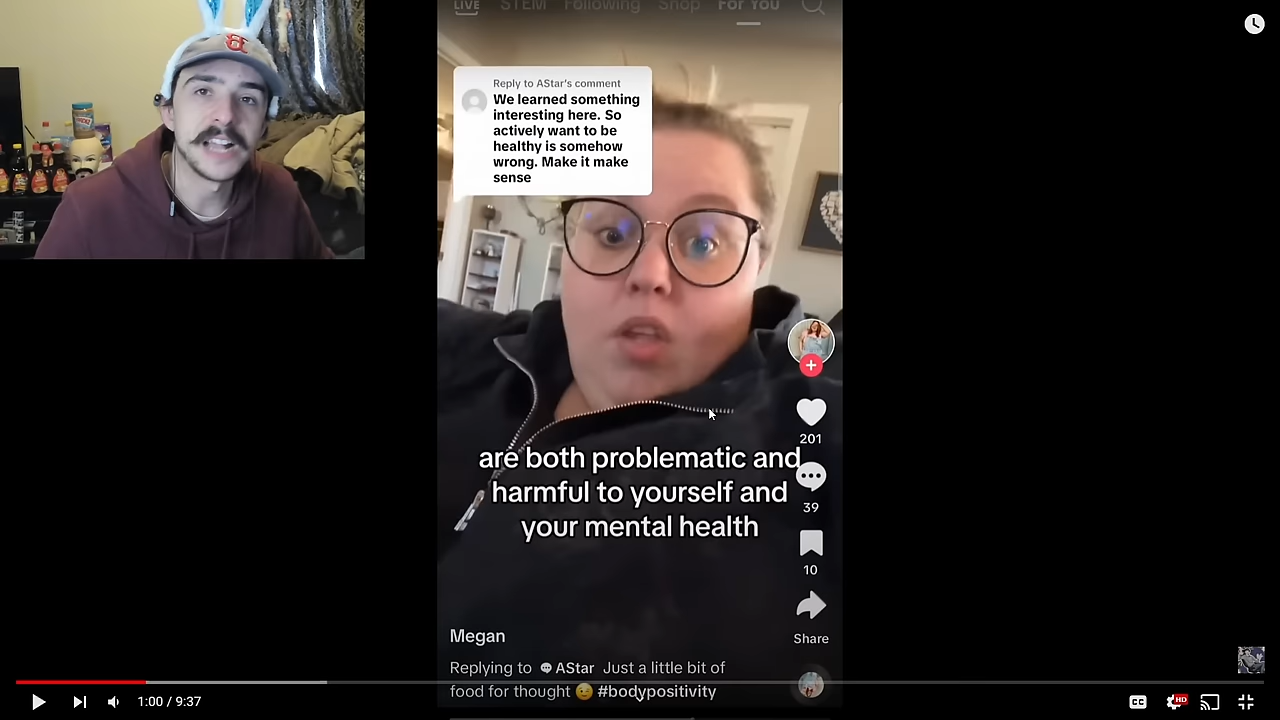 LIVE
STEM
Following
Shop
For You
Reply to AStar's comment
We learned something
interesting here. So
actively want to be
healthy is somehow
wrong. Make it make
sense
B
201
are both problematic and
harmful to yourself and
your mental health
39
10
Share
Megan
Replying to AStar Just a little bit of
food for thought 😉 #bodypositivity
1:00 / 9:37
CC
HD